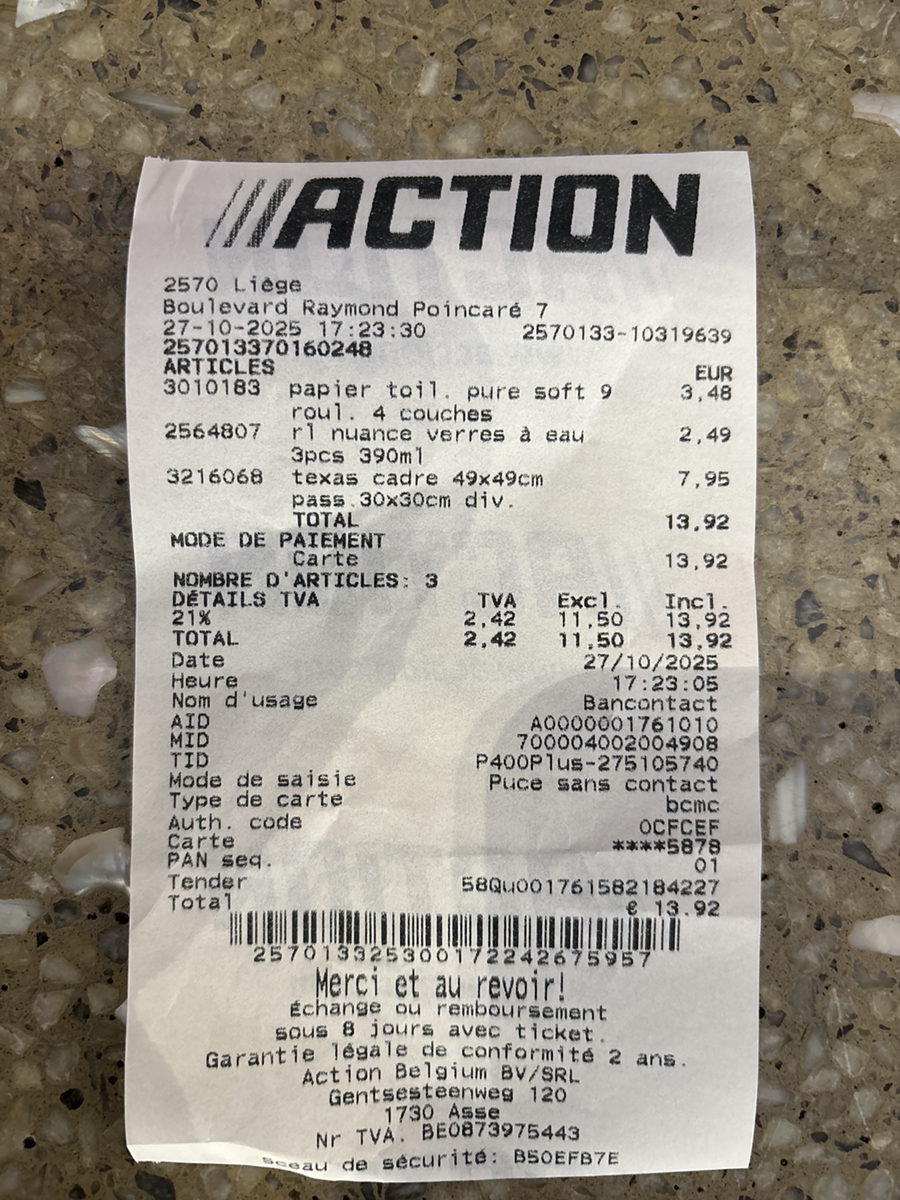 ///ACTION
2570 Liège
Boulevard Raymond Poincaré 7
27-10-2025 17:23:30 2570133-10319639
257013370160248
ARTICLES EUR
3010183 papier toil. pure soft 9 3,48
roul. 4 couches
2564807 rl nuance verres à eau 2,49
3pcs 390ml
3216068 texas cadre 49x49cm 7,95
pass.30x30cm div.
TOTAL 13,92
MODE DE PAIEMENT
Carte 13,92
NOMBRE D'ARTICLES: 3
DÉTAILS TVA TVA Excl. Incl.
21% 2,42 11,50 13,92
TOTAL 2,42 11,50 13,92
Date 27/10/2025
Heure 17:23:05
Nom d'usage Bancontact
AID A0000001761010
MID 700004002004908
TID P400Plus-275105740
Mode de saisie Puce sans contact
Type de carte bcmc
Auth. code 0CFCEF
Carte ****5878
PAN seq. 01
Tender 58Qu001761582184227
Total € 13.92
2570133253001722242675957
Merci et au revoir!
Échange ou remboursement
sous 8 jours avec ticket.
Garantie légale de conformité 2 ans.
Action Belgium BV/SRL
Gentsesteenweg 120
1730 Asse
Nr TVA. BE0873975443
sceau de sécurité: B50EFB7E